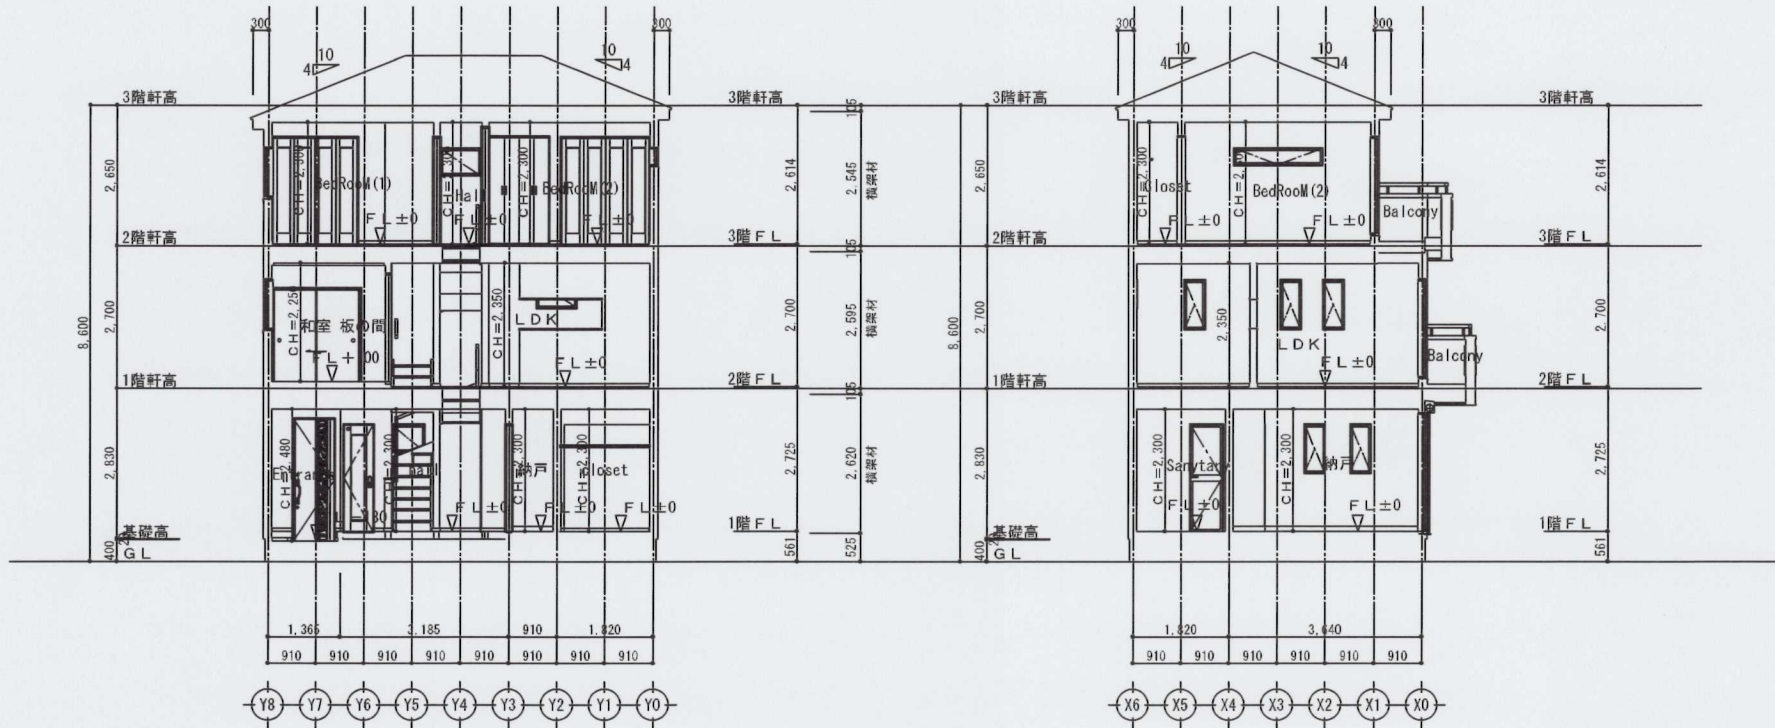 300
300
10
4
10
4
3階軒高
3階軒高
105
2,650
2,614
2,545
横架材
CH=2,300
BedRooM(1)
Hall
CH=2,300
BedRooM(2)
FL±0
FL±0
FL±0
2階軒高
3階FL
105
8,600
2,700
2,700
2,595
横架材
CH=2,250
和室 板の間
CH=2,350
LDK
FL±0
1階軒高
2階FL
105
2,830
2,725
2,620
横架材
CH=2,480
Entrance
CH=2,300
hall
CH=2,300
納戸
CH=2,300
closet
FL±0
FL±0
FL±0
基礎高
1階FL
400
GL
561
525
1,365
3,185
910
1,820
910
910
910
910
910
910
910
910
Y8
Y7
Y6
Y5
Y4
Y3
Y2
Y1
Y0
300
300
10
4
10
4
3階軒高
3階軒高
2,650
2,614
CH=2,300
Closet
BedRooM(2)
Balcony
FL±0
FL±0
2階軒高
3階FL
8,600
2,700
2,700
2,350
LDK
Balcony
FL±0
1階軒高
2階FL
2,830
2,725
CH=2,300
Sanytary
CH=2,300
納戸
FL±0
FL±0
基礎高
1階FL
400
GL
561
1,820
3,640
910
910
910
910
910
910
X6
X5
X4
X3
X2
X1
X0